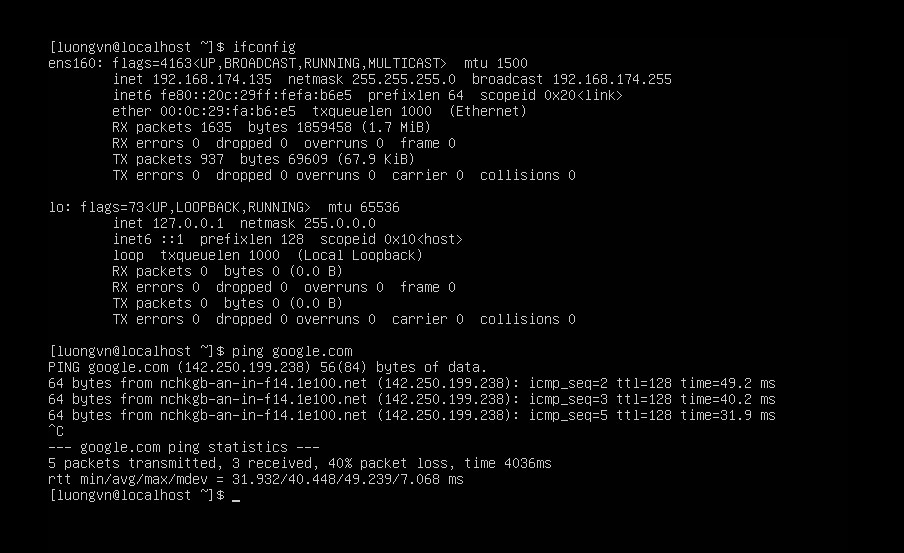 [luongvn@localhost ~]$ ifconfig
ens160: flags=4163<UP,BROADCAST,RUNNING,MULTICAST>  mtu 1500
        inet 192.168.174.135  netmask 255.255.255.0  broadcast 192.168.174.255
        inet6 fe80::20c:29ff:fefa:b6e5  prefixlen 64  scopeid 0x20<link>
        ether 00:0c:29:fa:b6:e5  txqueuelen 1000  (Ethernet)
        RX packets 1635  bytes 1859458 (1.7 MiB)
        RX errors 0  dropped 0  overruns 0  frame 0
        TX packets 937  bytes 69609 (67.9 KiB)
        TX errors 0  dropped 0 overruns 0  carrier 0  collisions 0

lo: flags=73<UP,LOOPBACK,RUNNING>  mtu 65536
        inet 127.0.0.1  netmask 255.0.0.0
        inet6 ::1  prefixlen 128  scopeid 0x10<host>
        loop  txqueuelen 1000  (Local Loopback)
        RX packets 0  bytes 0 (0.0 B)
        RX errors 0  dropped 0  overruns 0  frame 0
        TX packets 0  bytes 0 (0.0 B)
        TX errors 0  dropped 0 overruns 0  carrier 0  collisions 0

[luongvn@localhost ~]$ ping google.com
PING google.com (142.250.199.238) 56(84) bytes of data.
64 bytes from nchkgb-an-in-f14.1e100.net (142.250.199.238): icmp_seq=2 ttl=128 time=49.2 ms
64 bytes from nchkgb-an-in-f14.1e100.net (142.250.199.238): icmp_seq=3 ttl=128 time=40.2 ms
64 bytes from nchkgb-an-in-f14.1e100.net (142.250.199.238): icmp_seq=5 ttl=128 time=31.9 ms
^C
--- google.com ping statistics ---
5 packets transmitted, 3 received, 40% packet loss, time 4036ms
rtt min/avg/max/mdev = 31.932/40.448/49.239/7.068 ms
[luongvn@localhost ~]$ _